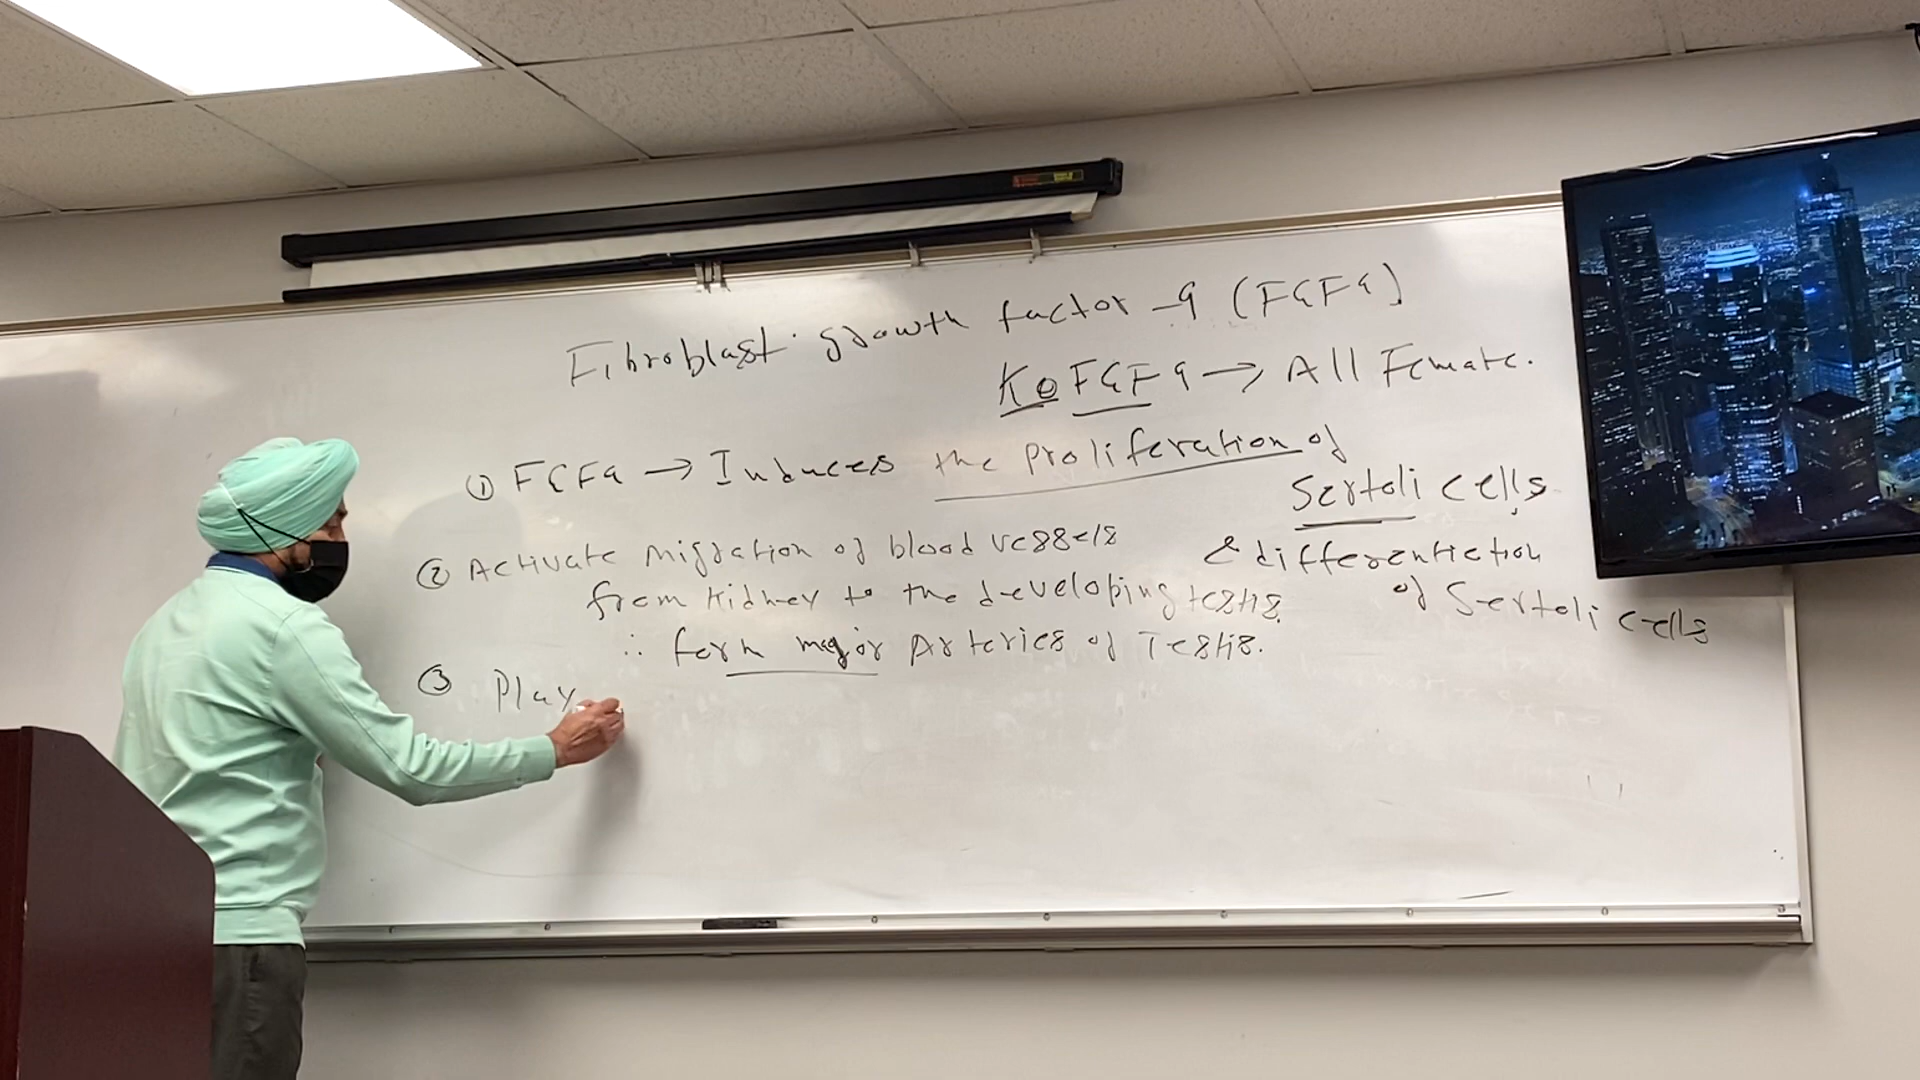 Fibroblast growth factor -9 (FGF9)
KO FGF9 → All Female.
① FGF9 → Induces the proliferation of
Sertoli cells
& differentiation
of Sertoli cells
② Activate migration of blood vessels
from kidney to the developing testis.
∴ form major Arteries of Testis.
③ Play